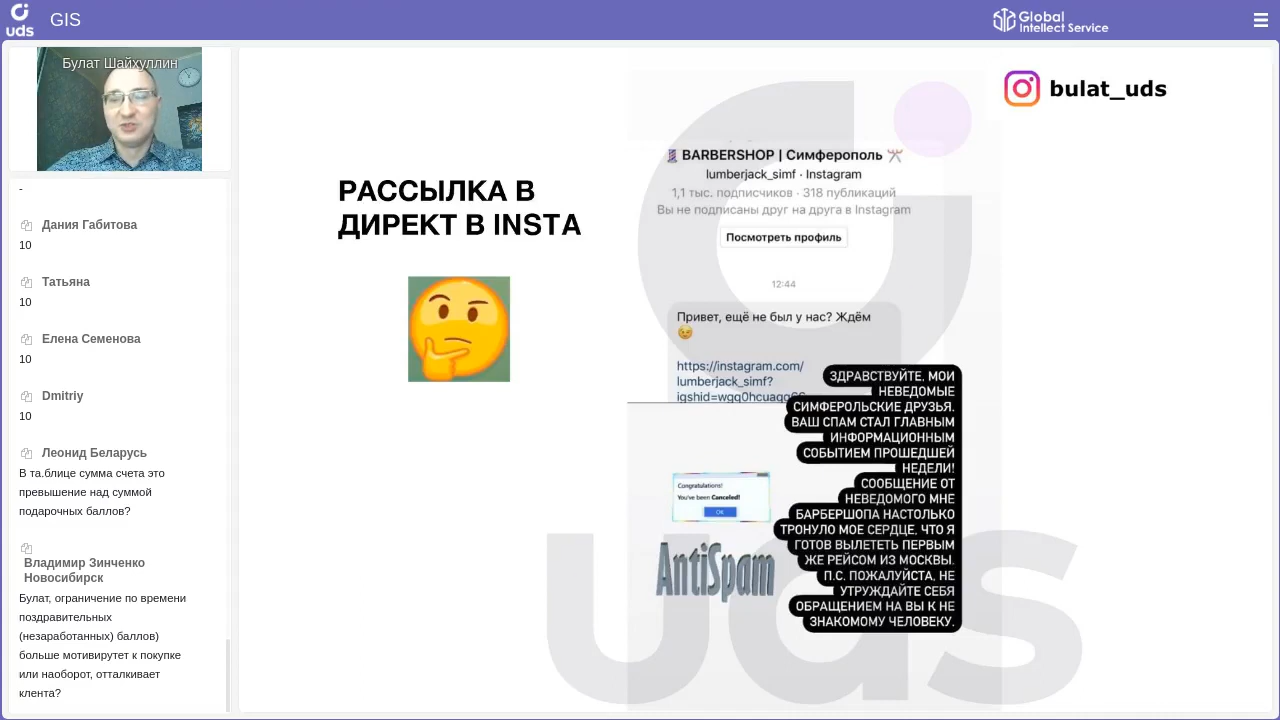 uds
GIS
Global
Intellect Service
Булат Шайхуллин
-
Дания Габитова
10
Татьяна
10
Елена Семенова
10
Dmitriy
10
Леонид Беларусь
В та.блице сумма счета это
превышение над суммой
подарочных баллов?
Владимир Зинченко
Новосибирск
Булат, ограничение по времени
поздравительных
(незаработанных) баллов)
больше мотивирутет к покупке
или наоборот, отталкивает
клента?
РАССЫЛКА В
ДИРЕКТ В INSTA
bulat_uds
BARBERSHOP | Симферополь
lumberjack_simf · Instagram
1,1 тыс. подписчиков · 318 публикаций
Вы не подписаны друг на друга в Instagram
Посмотреть профиль
12:44
Привет, ещё не был у нас? Ждём
https://instagram.com/
lumberjack_simf?
ЗДРАВСТВУЙТЕ, МОИ
НЕВЕДОМЫЕ
СИМФЕРОЛЬСКИЕ ДРУЗЬЯ.
ВАШ СПАМ СТАЛ ГЛАВНЫМ
ИНФОРМАЦИОННЫМ
СОБЫТИЕМ ПРОШЕДШЕЙ
НЕДЕЛИ!
СООБЩЕНИЕ ОТ
НЕВЕДОМОГО МНЕ
БАРБЕРШОПА НАСТОЛЬКО
ТРОНУЛО МОЕ СЕРДЦЕ, ЧТО Я
ГОТОВ ВЫЛЕТЕТЬ ПЕРВЫМ
ЖЕ РЕЙСОМ ИЗ МОСКВЫ.
П.С. ПОЖАЛУЙСТА, НЕ
УТРУЖДАЙТЕ СЕБЯ
ОБРАЩЕНИЕМ НА ВЫ К НЕ
ЗНАКОМОМУ ЧЕЛОВЕКУ.
Congratulations!
You've been Canceled!
OK
AntiSpam
uds